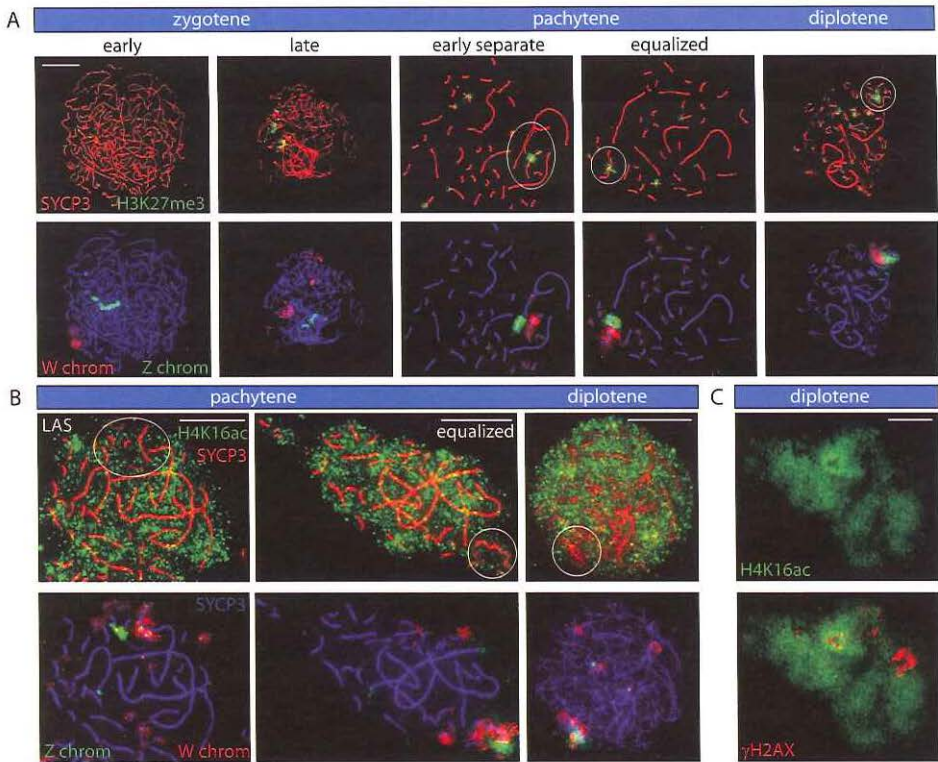 A
zygotene pachytene diplotene
early late early separate equalized
SYCP3 H3K27me3
W chrom Z chrom
B
pachytene diplotene
C
diplotene
LAS H4K16ac
SYCP3
equalized
H4K16ac
SYCP3
Z chrom W chrom
γH2AX